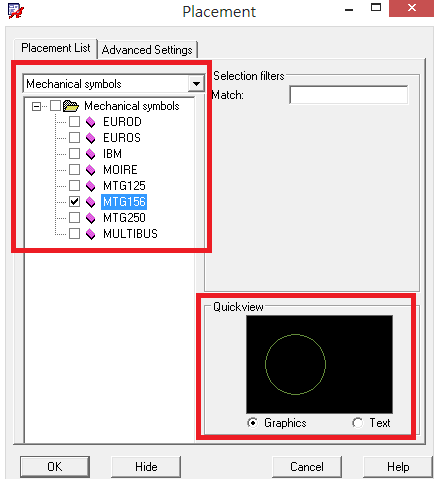 Placement
Placement List
Advanced Settings
Mechanical symbols
Mechanical symbols
EUROD
EUROS
IBM
MOIRE
MTG125
MTG156
MTG250
MULTIBUS
Selection filters
Match:
Quickview
Graphics
Text
OK
Hide
Cancel
Help